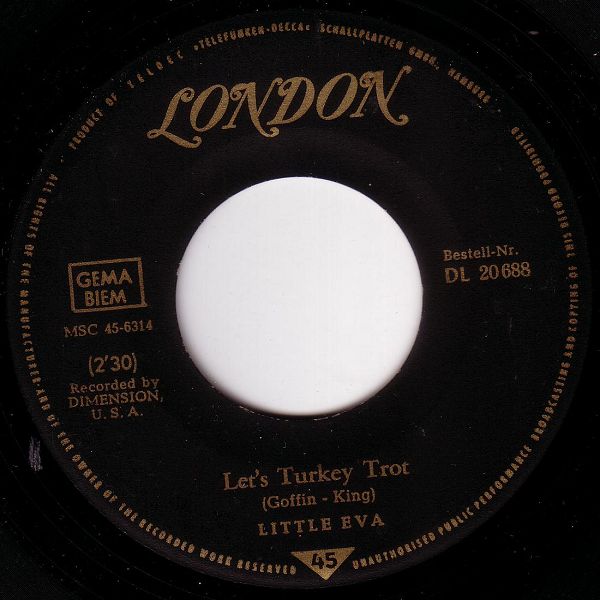 PRODUCT OF TELDEC »TELEFUNKEN-DECCA« SCHALLPLATTEN GMBH. HAMBURG
LONDON
GEMA
BIEM
MSC 45-6314
(2'30)
Recorded by
DIMENSION,
U. S. A.
Bestell-Nr.
DL 20688
Let's Turkey Trot
(Goffin - King)
LITTLE EVA
45
ALL RIGHTS OF THE MANUFACTURER AND OF THE OWNER OF THE RECORDED WORK RESERVED
UNAUTHORISED PUBLIC PERFORMANCE BROADCASTING AND COPYING OF THIS RECORD PROHIBITED